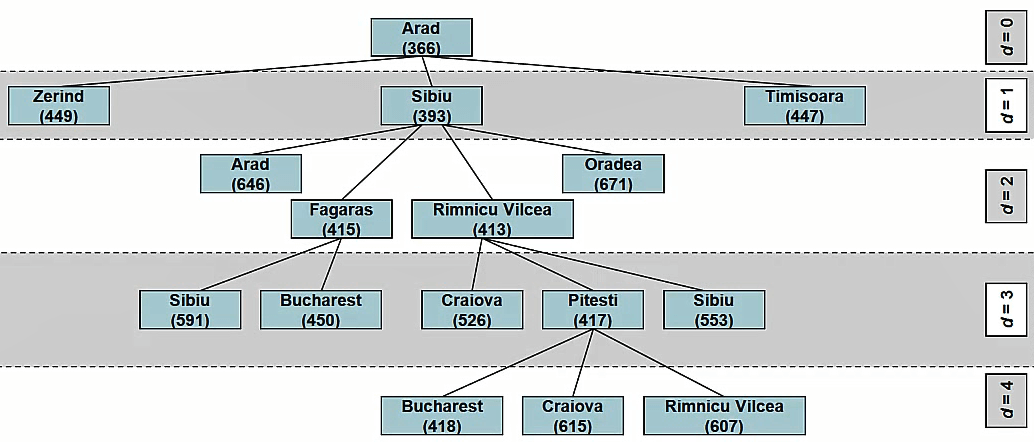 Arad
(366)
d = 0
Zerind
(449)
Sibiu
(393)
Timisoara
(447)
d = 1
Arad
(646)
Oradea
(671)
d = 2
Fagaras
(415)
Rimnicu Vilcea
(413)
Sibiu
(591)
Bucharest
(450)
Craiova
(526)
Pitesti
(417)
Sibiu
(553)
d = 3
Bucharest
(418)
Craiova
(615)
Rimnicu Vilcea
(607)
d = 4